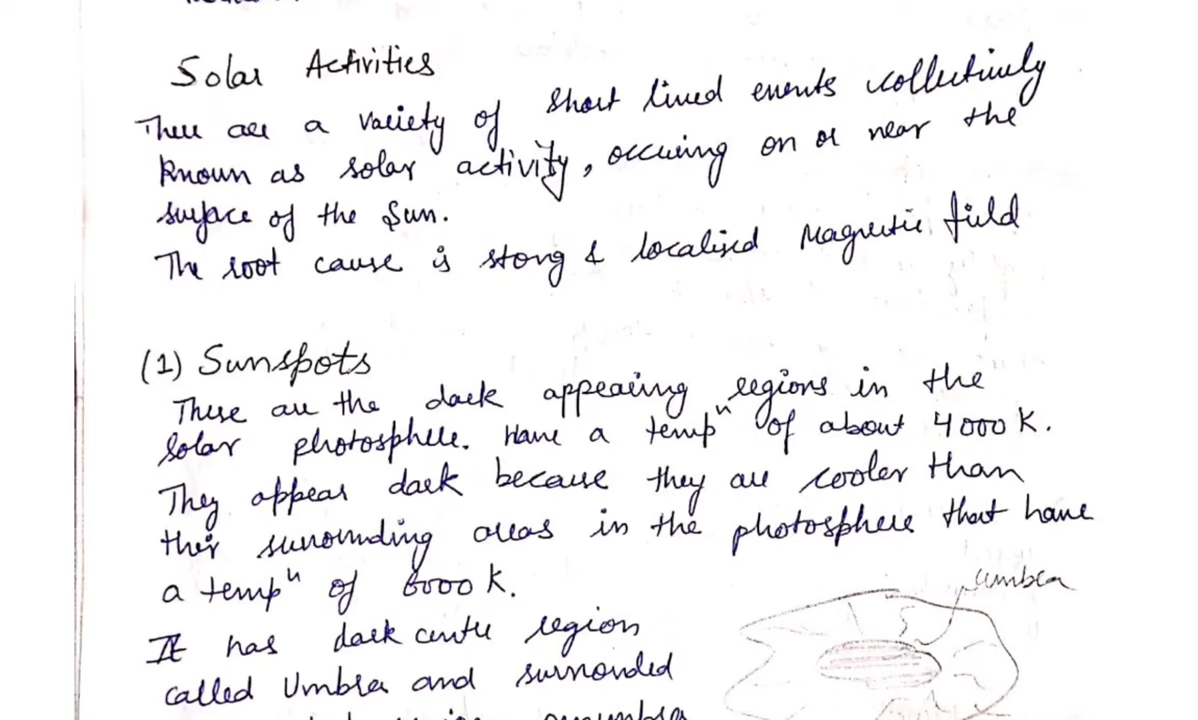 Solar Activities
There are a variety of short lived events collectively
known as solar activity, occuring on or near the
surface of the Sun.
The root cause is stong & localised Magnetic field
(1) Sunspots
These are the dark appearing regions in the
solar photosphere. Have a tempⁿ of about 4000 K.
They appear dark because they are cooler than
their surrounding areas in the photosphere that have
a tempⁿ of 6000 K.
umbra
It has dark centre region
called Umbra and surronded